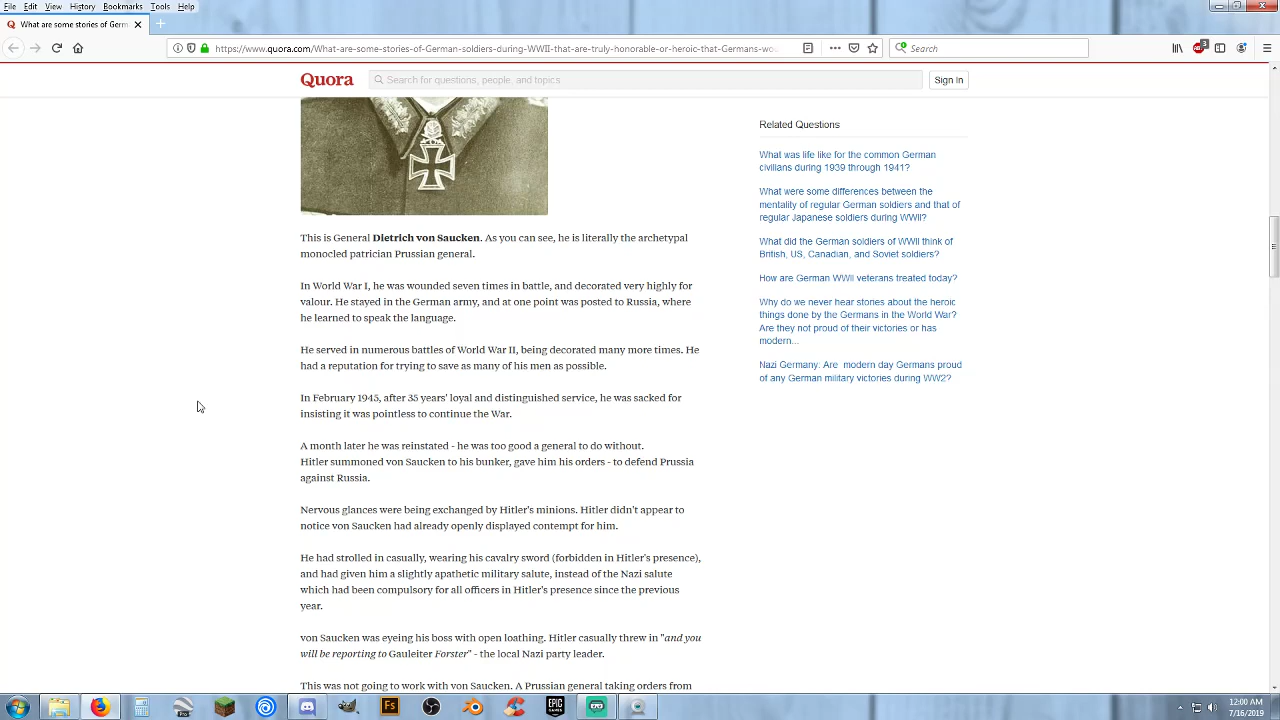 File Edit View History Bookmarks Tools Help
What are some stories of Germ
https://www.quora.com/What-are-some-stories-of-German-soldiers-during-WWII-that-are-truly-honorable-or-heroic-that-Germans-wo
Search
Quora
Search for questions, people, and topics
Sign In
This is General Dietrich von Saucken. As you can see, he is literally the archetypal
monocled patrician Prussian general.
In World War I, he was wounded seven times in battle, and decorated very highly for
valour. He stayed in the German army, and at one point was posted to Russia, where
he learned to speak the language.
He served in numerous battles of World War II, being decorated many more times. He
had a reputation for trying to save as many of his men as possible.
In February 1945, after 35 years' loyal and distinguished service, he was sacked for
insisting it was pointless to continue the War.
A month later he was reinstated - he was too good a general to do without.
Hitler summoned von Saucken to his bunker, gave him his orders - to defend Prussia
against Russia.
Nervous glances were being exchanged by Hitler's minions. Hitler didn't appear to
notice von Saucken had already openly displayed contempt for him.
He had strolled in casually, wearing his cavalry sword (forbidden in Hitler's presence),
and had given him a slightly apathetic military salute, instead of the Nazi salute
which had been compulsory for all officers in Hitler's presence since the previous
year.
von Saucken was eyeing his boss with open loathing. Hitler casually threw in "and you
will be reporting to Gauleiter Forster" - the local Nazi party leader.
This was not going to work with von Saucken. A Prussian general taking orders from
Related Questions
What was life like for the common German
civilians during 1939 through 1941?
What were some differences between the
mentality of regular German soldiers and that of
regular Japanese soldiers during WWII?
What did the German soldiers of WWII think of
British, US, Canadian, and Soviet soldiers?
How are German WWII veterans treated today?
Why do we never hear stories about the heroic
things done by the Germans in the World War?
Are they not proud of their victories or has
modern...
Nazi Germany: Are modern day Germans proud
of any German military victories during WW2?
3
Pro
Fs
EPIC
GAMES
12:00 AM
7/16/2019